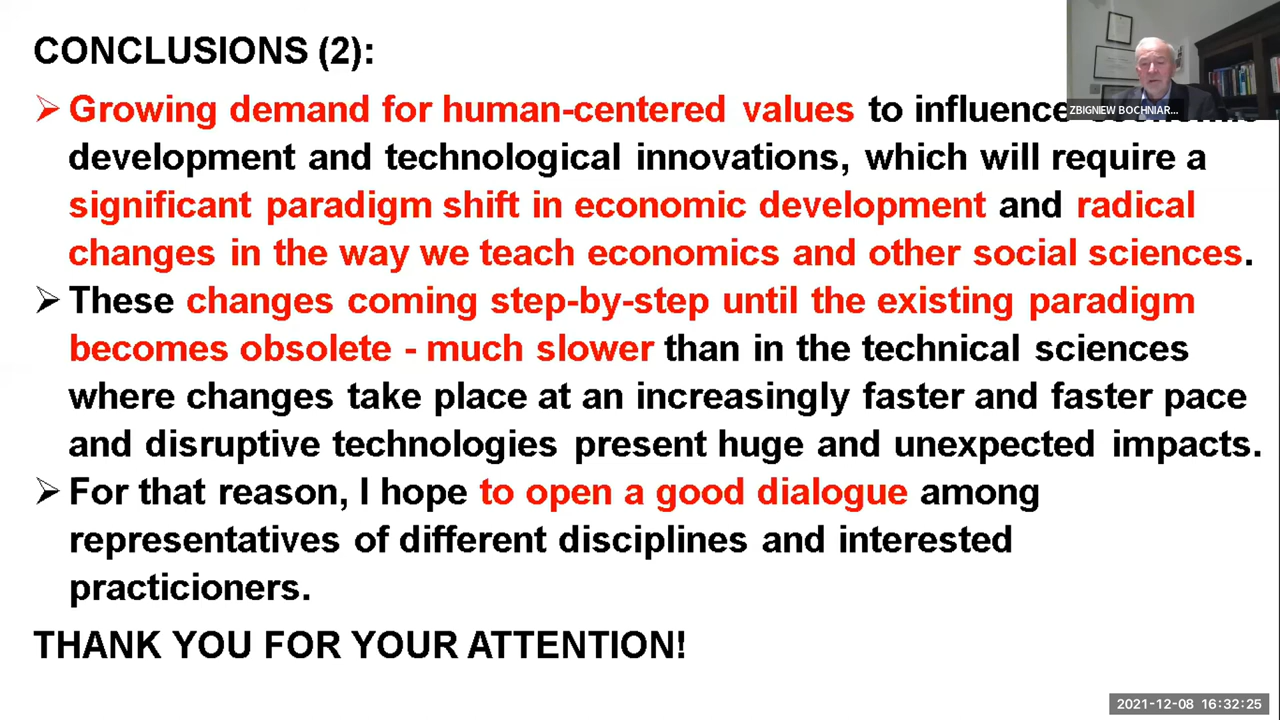 CONCLUSIONS (2):
Growing demand for human-centered values to influence
development and technological innovations, which will require a
significant paradigm shift in economic development and radical
changes in the way we teach economics and other social sciences.
These changes coming step-by-step until the existing paradigm
becomes obsolete - much slower than in the technical sciences
where changes take place at an increasingly faster and faster pace
and disruptive technologies present huge and unexpected impacts.
For that reason, I hope to open a good dialogue among
representatives of different disciplines and interested
practicioners.
THANK YOU FOR YOUR ATTENTION!
ZBIGNIEW BOCHNIAR...
2021-12-08 16:32:25